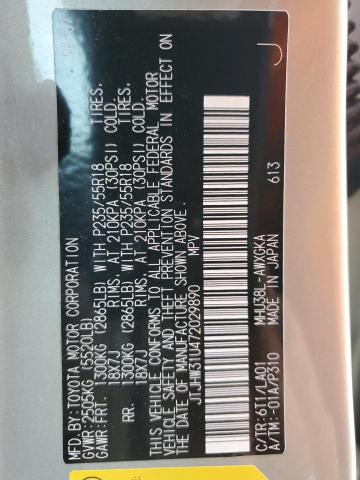 MFD. BY: TOYOTA MOTOR CORPORATION
GVWR: 2505KG (5520LB)
GAWR: FRT. 1300KG (2865LB) WITH P235/55R18 TIRES,
18X7J RIMS, AT 210KPA (30PSI) COLD.
RR. 1300KG (2865LB) WITH P235/55R18 TIRES,
18X7J RIMS, AT 210KPA (30PSI) COLD.
THIS VEHICLE CONFORMS TO ALL APPLICABLE FEDERAL MOTOR
VEHICLE SAFETY AND THEFT PREVENTION STANDARDS IN EFFECT ON
THE DATE OF MANUFACTURE SHOWN ABOVE.
JTJHW31U472029890 MPV
MHU38L-AWXGKA
C/TR: 6T1/LA01
A/TM: -01A/P310 MADE IN JAPAN 613
J